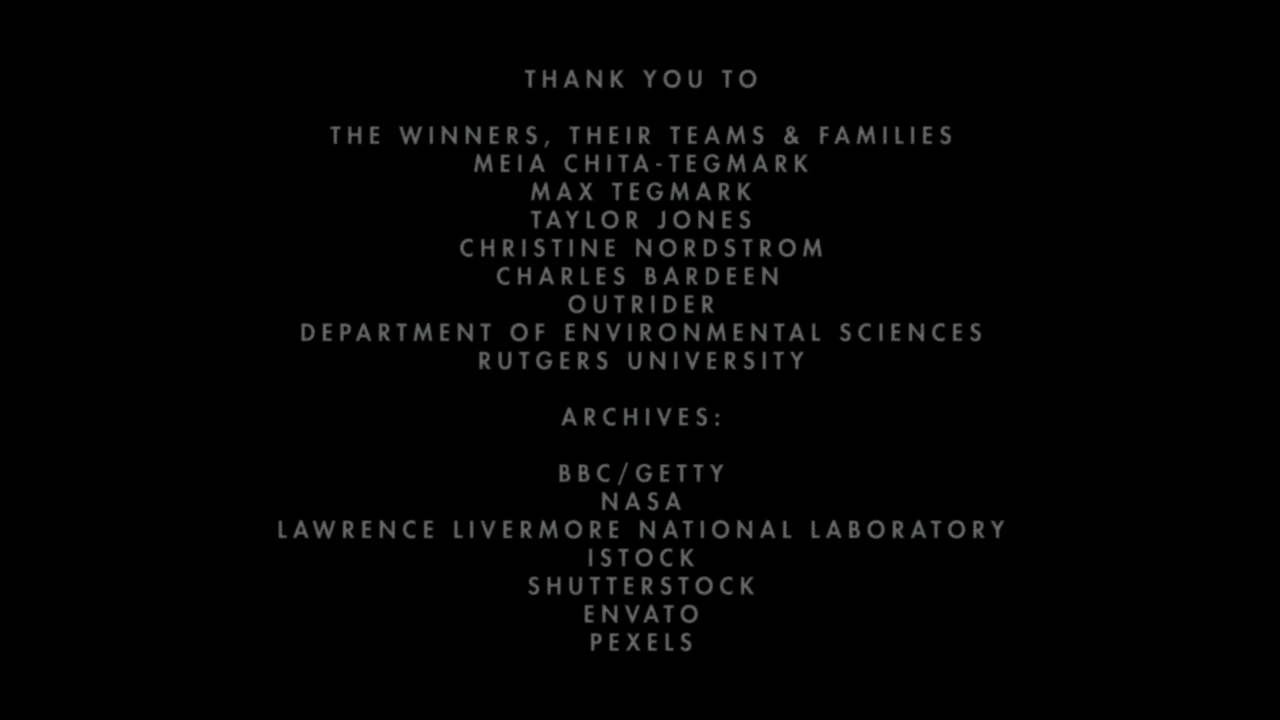 THANK YOU TO
THE WINNERS, THEIR TEAMS & FAMILIES
MEIA CHITA-TEGMARK
MAX TEGMARK
TAYLOR JONES
CHRISTINE NORDSTROM
CHARLES BARDEEN
OUTRIDER
DEPARTMENT OF ENVIRONMENTAL SCIENCES
RUTGERS UNIVERSITY
ARCHIVES:
BBC/GETTY
NASA
LAWRENCE LIVERMORE NATIONAL LABORATORY
ISTOCK
SHUTTERSTOCK
ENVATO
PEXELS